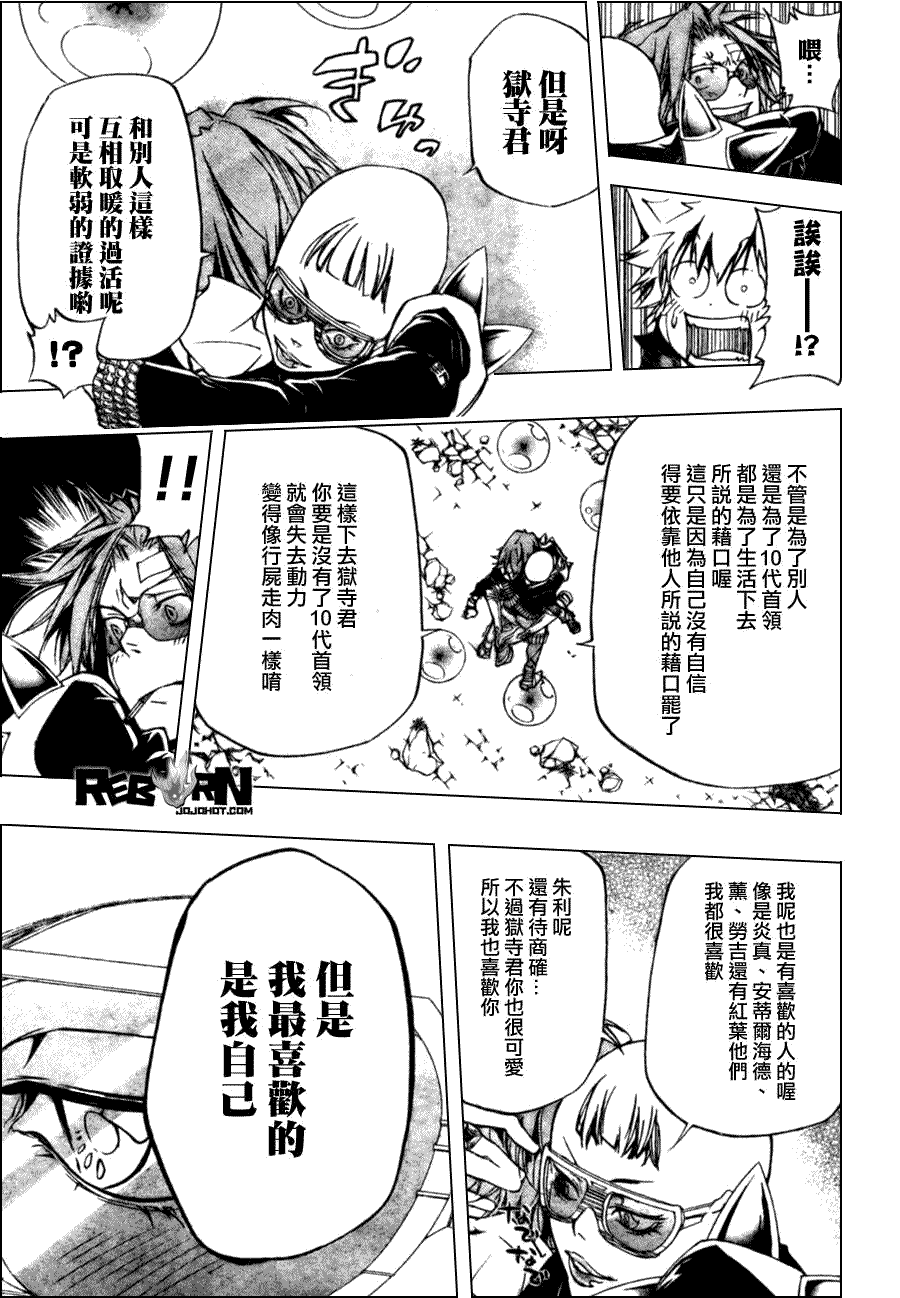 喂…
誒誒──!?
但是呀
獄寺君
ぎゅっ
和別人這樣
互相取暖的過活呢
可是軟弱的證據喲
!?
不管是為了別人
還是為了10代首領
都是為了生活下去
所説的藉口喔
這只是因為自己沒有自信
得要依靠他人所説的藉口罷了
這樣下去獄寺君
你要是沒有了10代首領
就會失去動力
變得像行屍走肉一樣唷
!!
REBORN
JOJOHOT.COM
我呢也是有喜歡的人的喔
像是炎真、安蒂爾海德、
薰、勞吉還有紅葉他們
我都很喜歡
朱利呢
還有待商確…
不過獄寺君你也很可愛
所以我也喜歡你
なでなで
但是
我最喜歡的
是我自己